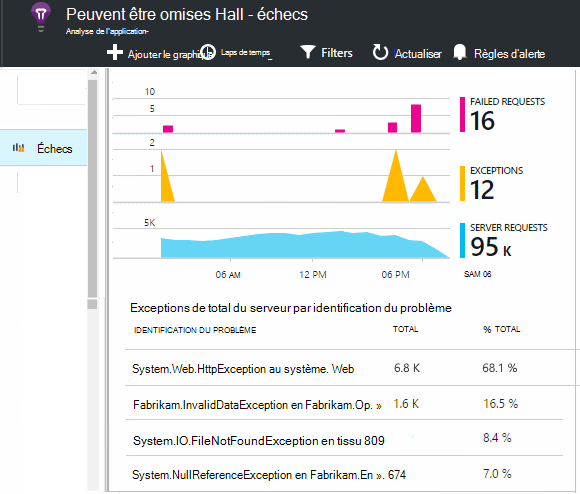 Peuvent être omises Hall - échecs
Analyse de l'application-
Ajouter le graphique Laps de temps_ Filters Actualiser Règles d'alerte
Échecs
10
5
FAILED REQUESTS
16
2
1
EXCEPTIONS
12
5K
SERVER REQUESTS
95 K
06 AM 12 PM 06 PM SAM 06
Exceptions de total du serveur par identification du problème
IDENTIFICATION DU PROBLÈME TOTAL % TOTAL
System.Web.HttpException au système. Web 6.8 K 68.1 %
Fabrikam.InvalidDataException en Fabrikam.Op. » 1.6 K 16.5 %
System.IO.FileNotFoundException en tissu 809 8.4 %
System.NullReferenceException en Fabrikam.En ». 674 7.0 %